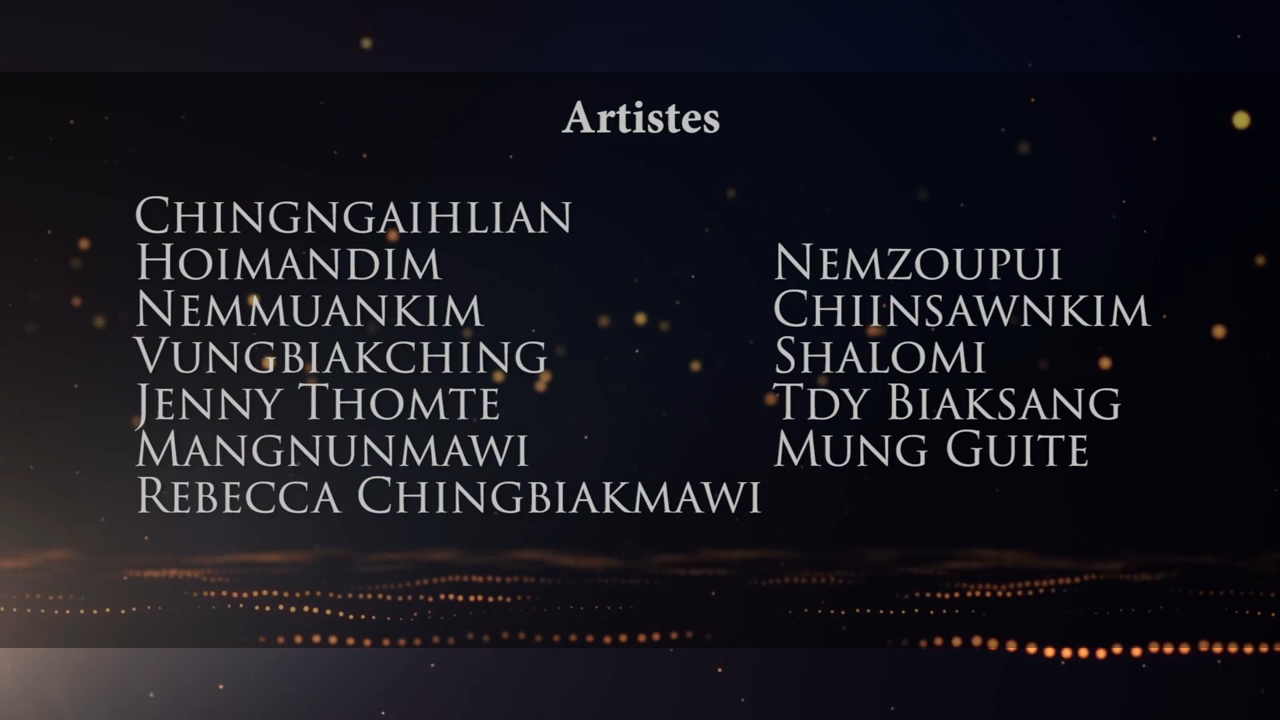 Artistes
Chingngaihlian
Hoimandim
Nemmuankim
Vungbiakching
Jenny Thomte
Mangnunmawi
Rebecca Chingbiakmawi
Nemzoupui
Chiinsawnkim
Shalomi
Tdy Biaksang
Mung Guite